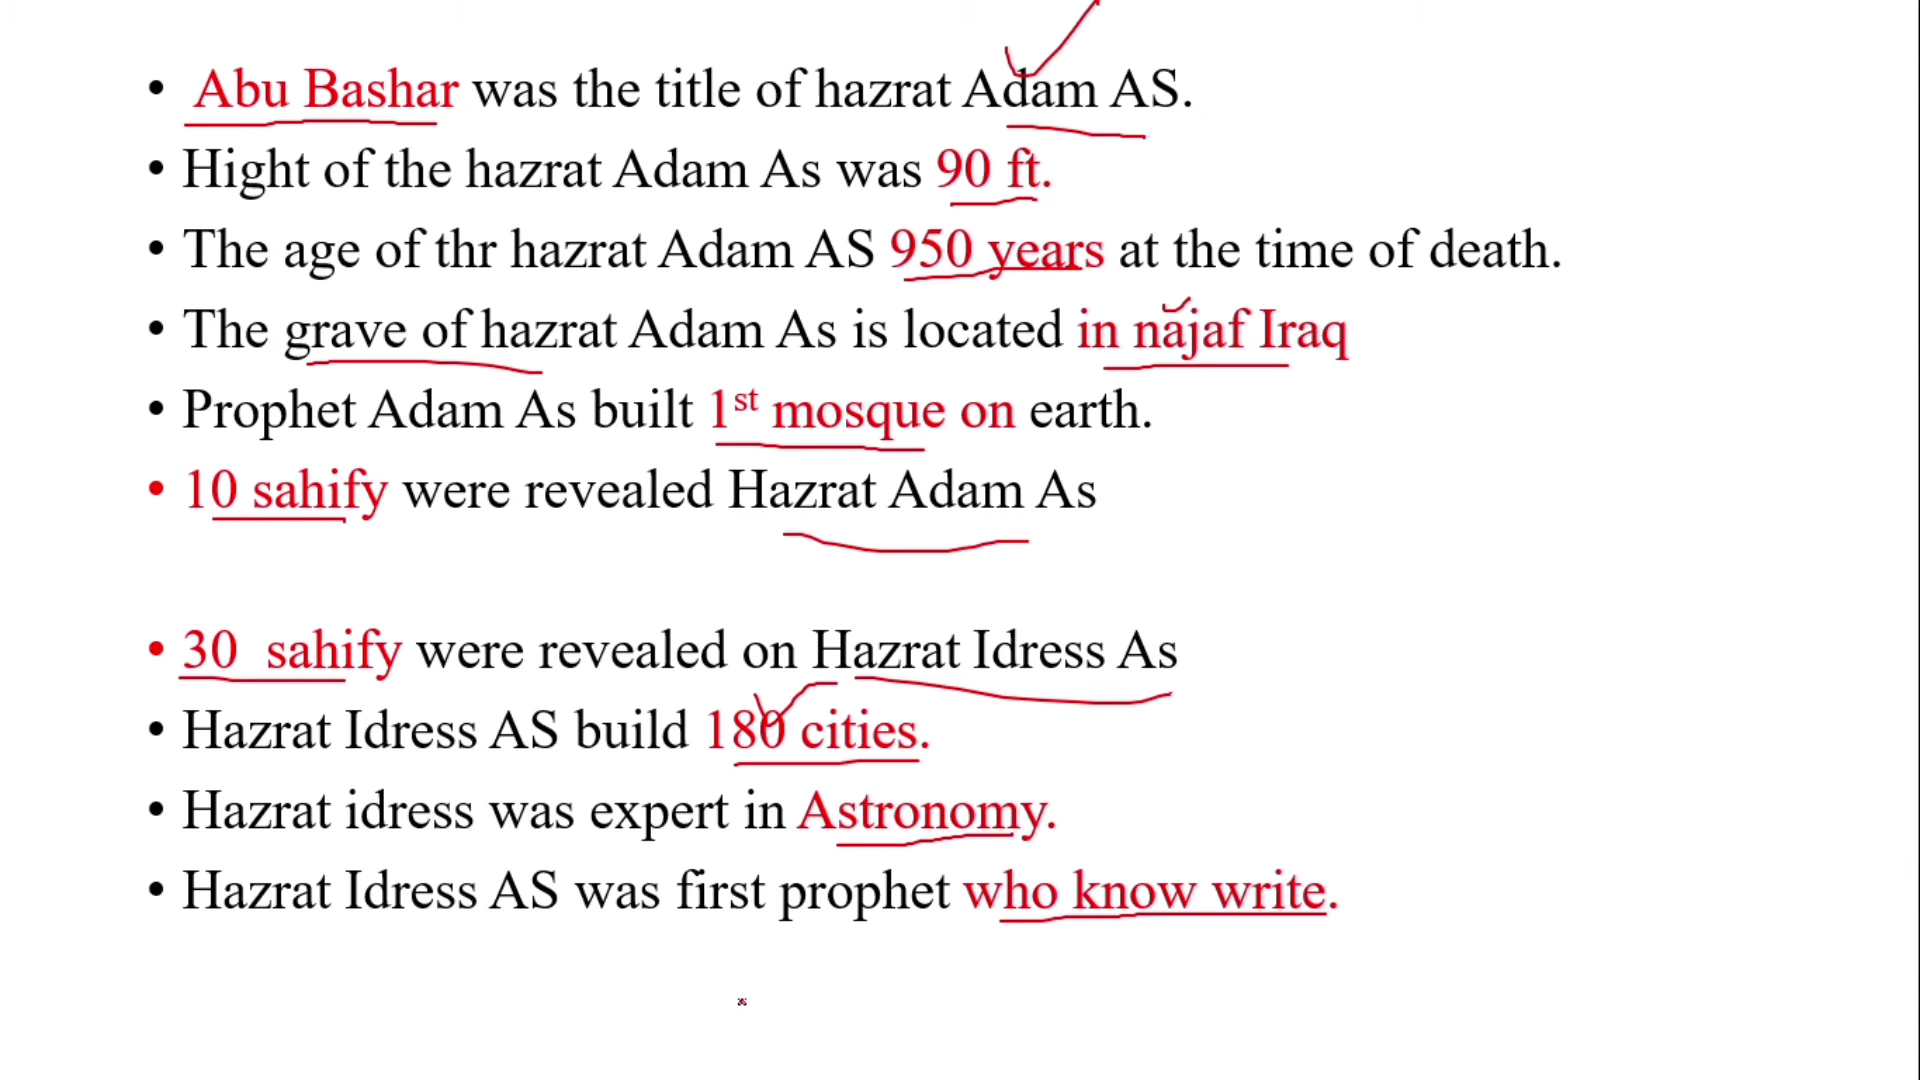 • Abu Bashar was the title of hazrat Adam AS.
• Hight of the hazrat Adam As was 90 ft.
• The age of thr hazrat Adam AS 950 years at the time of death.
• The grave of hazrat Adam As is located in najaf Iraq
• Prophet Adam As built 1st mosque on earth.
• 10 sahify were revealed Hazrat Adam As
• 30 sahify were revealed on Hazrat Idress As
• Hazrat Idress AS build 180 cities.
• Hazrat idress was expert in Astronomy.
• Hazrat Idress AS was first prophet who know write.